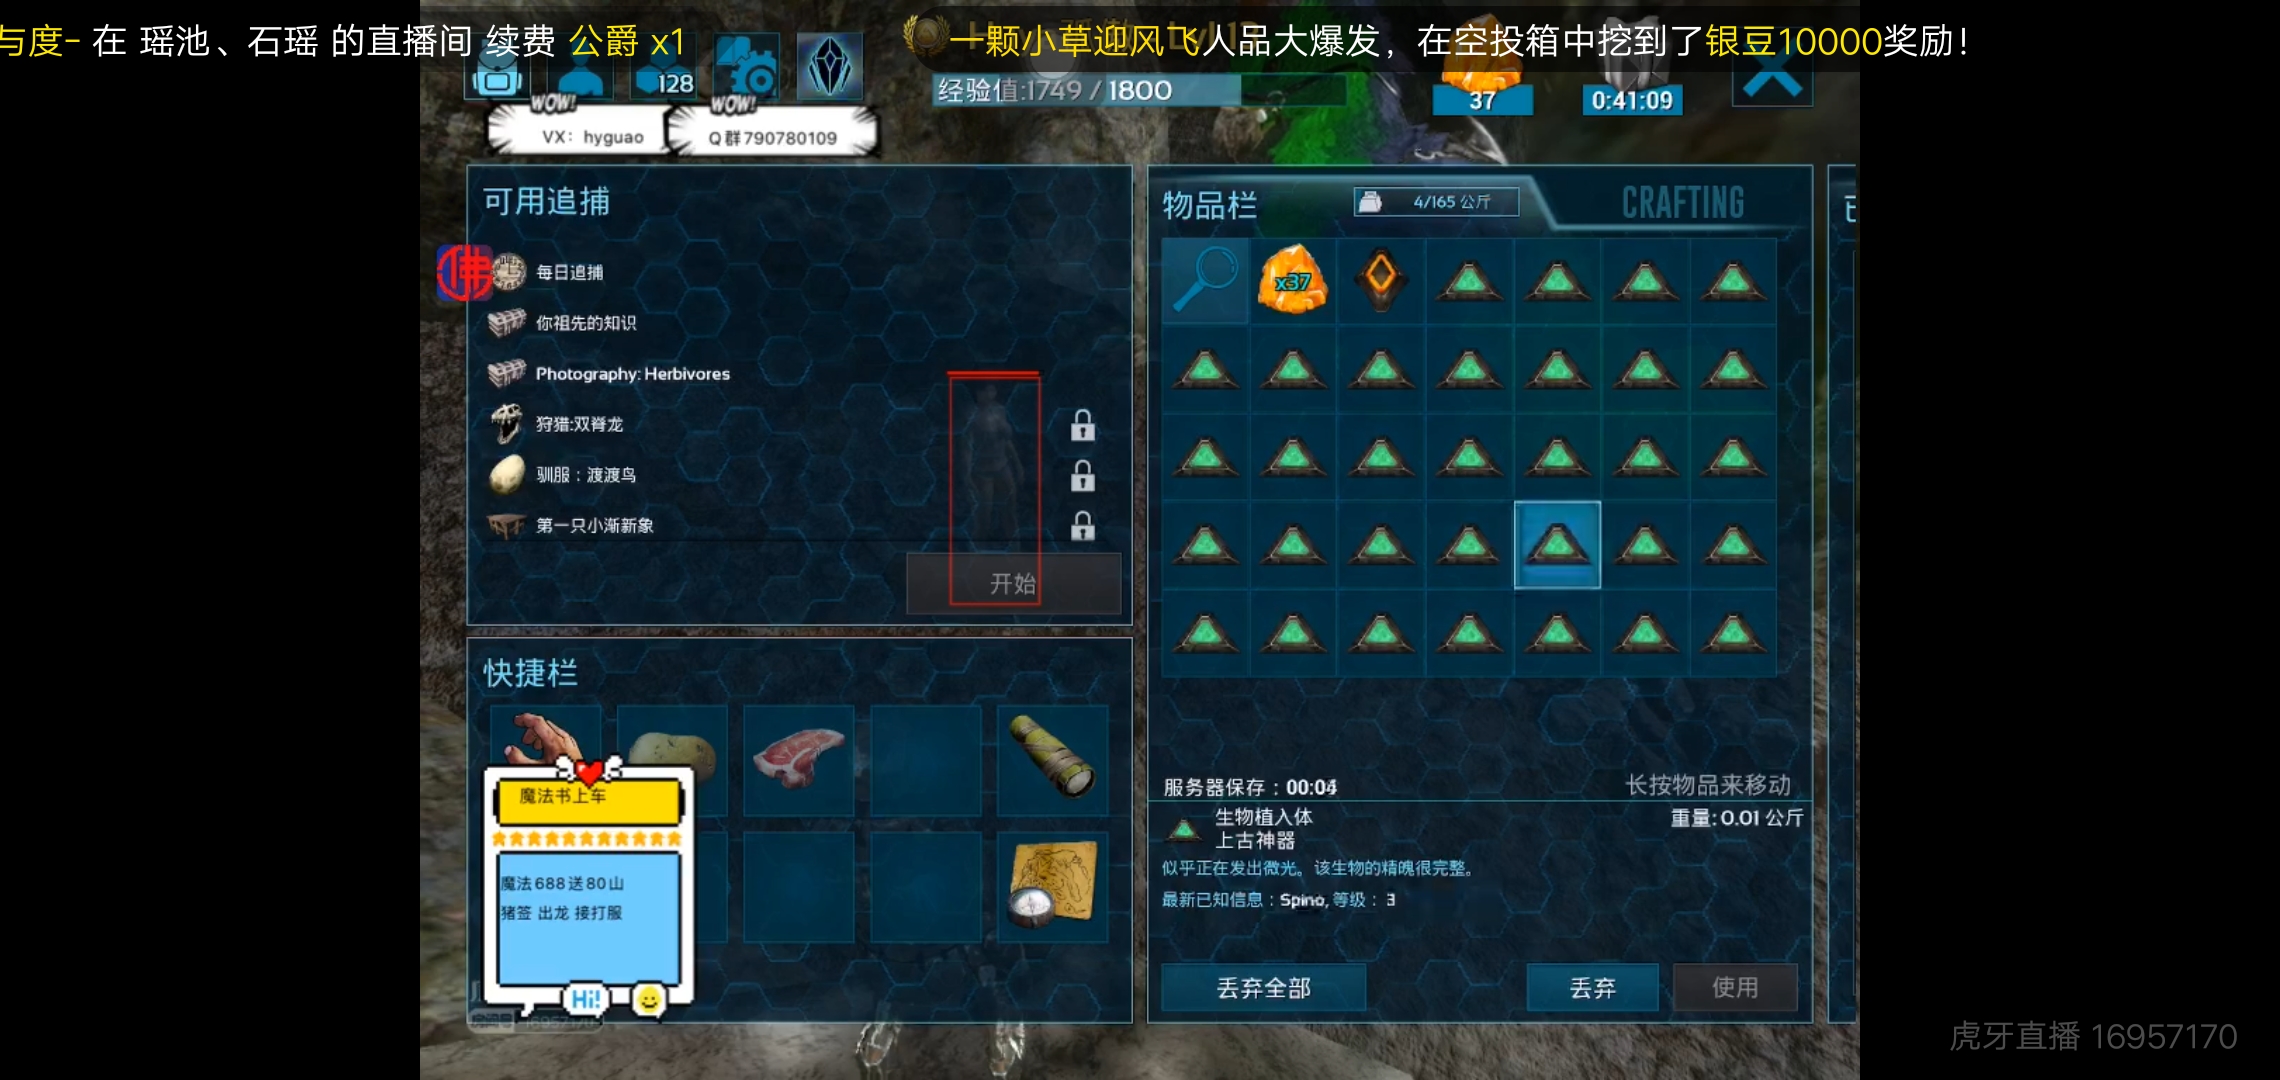 与度- 在 瑶池、石瑶 的直播间 续费 公爵 x1
一颗小草迎风飞人品大爆发，在空投箱中挖到了银豆10000奖励！
128
经验值:1749 / 1800
37
0:41:09
WOW!
WOW!
VX：hyguao
Q群790780109
可用追捕
佛
每日追捕
你祖先的知识
Photography: Herbivores
狩猎:双脊龙
驯服：渡渡鸟
第一只小渐新象
开始
物品栏
4/165 公斤
CRAFTING
x37
快捷栏
魔法书上车
魔法688送80山
猪签 出龙 接打服
Hi!
服务器保存：00:04
长按物品来移动
生物植入体
重量:0.01 公斤
上古神器
似乎正在发出微光。该生物的精魄很完整。
最新已知信息：Spino, 等级：3
丢弃全部
丢弃
使用
虎牙直播 16957170